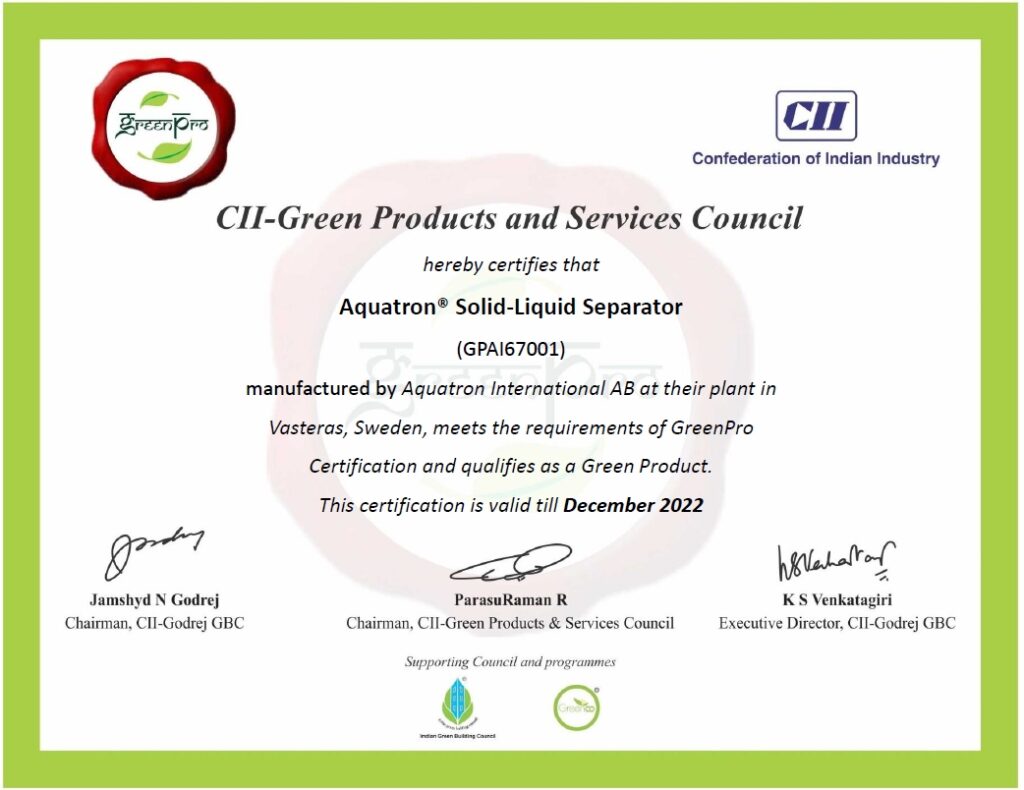 GreenPro
CII
Confederation of Indian Industry
CII-Green Products and Services Council
hereby certifies that
Aquatron® Solid-Liquid Separator
(GPAI67001)
manufactured by Aquatron International AB at their plant in
Vasteras, Sweden, meets the requirements of GreenPro
Certification and qualifies as a Green Product.
This certification is valid till December 2022
Jamshyd N Godrej
Chairman, CII-Godrej GBC
ParasuRaman R
Chairman, CII-Green Products & Services Council
K S Venkatagiri
Executive Director, CII-Godrej GBC
Supporting Council and programmes
Indian Green Building Council
GreenCO